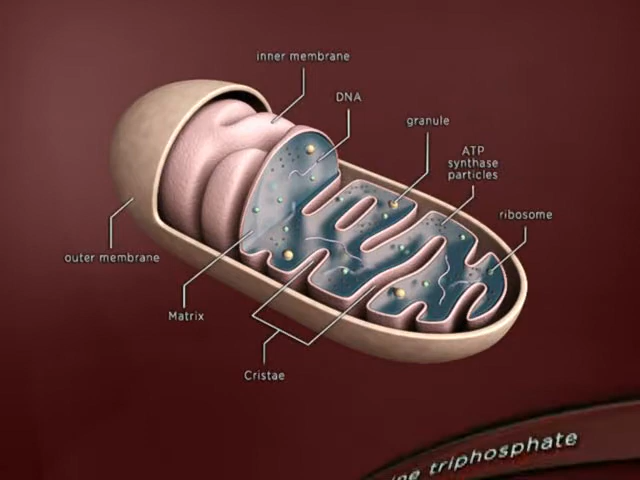 inner membrane
DNA
granule
ATP
synthase
particles
ribosome
outer membrane
Matrix
Cristae
triphosphate